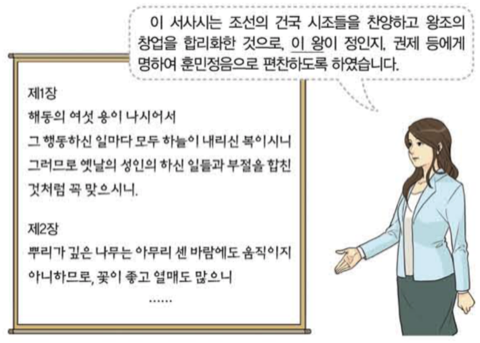 이 서사시는 조선의 건국 시조들을 찬양하고 왕조의
창업을 합리화한 것으로, 이 왕이 정인지, 권제 등에게
명하여 훈민정음으로 편찬하도록 하였습니다.
제1장
해동의 여섯 용이 나시어서
그 행동하신 일마다 모두 하늘이 내리신 복이시니
그러므로 옛날의 성인의 하신 일들과 부절을 합친
것처럼 꼭 맞으시니.
제2장
뿌리가 깊은 나무는 아무리 센 바람에도 움직이지
아니하므로, 꽃이 좋고 열매도 많으니
……